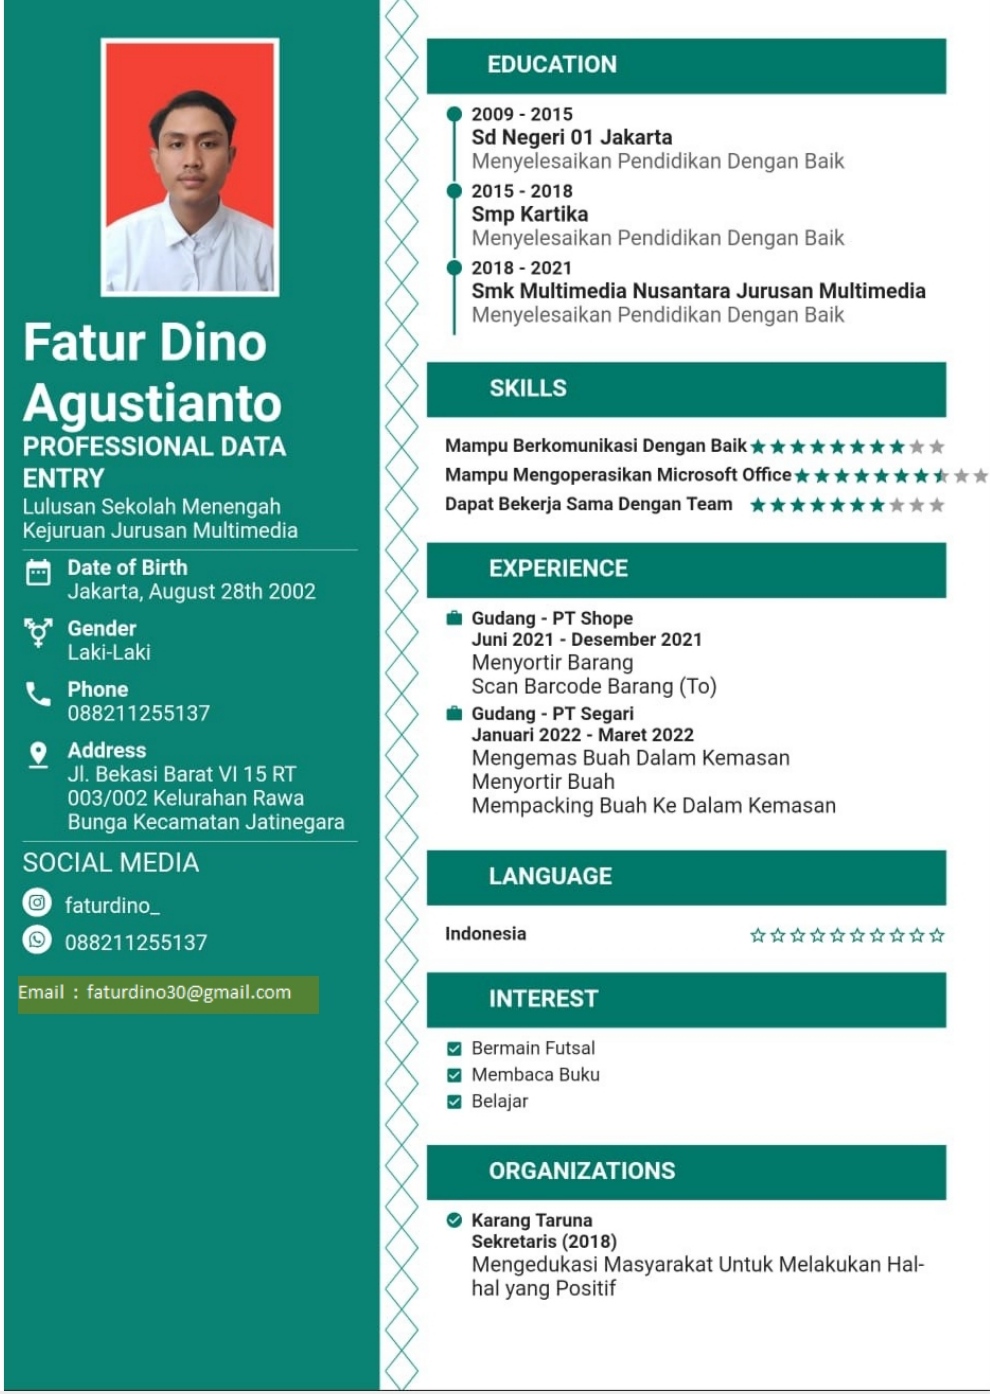 Fatur Dino
Agustianto
PROFESSIONAL DATA
ENTRY
Lulusan Sekolah Menengah
Kejuruan Jurusan Multimedia
Date of Birth
Jakarta, August 28th 2002
Gender
Laki-Laki
Phone
088211255137
Address
Jl. Bekasi Barat VI 15 RT
003/002 Kelurahan Rawa
Bunga Kecamatan Jatinegara
SOCIAL MEDIA
faturdino_
088211255137
Email : faturdino30@gmail.com
EDUCATION
2009 - 2015
Sd Negeri 01 Jakarta
Menyelesaikan Pendidikan Dengan Baik
2015 - 2018
Smp Kartika
Menyelesaikan Pendidikan Dengan Baik
2018 - 2021
Smk Multimedia Nusantara Jurusan Multimedia
Menyelesaikan Pendidikan Dengan Baik
SKILLS
Mampu Berkomunikasi Dengan Baik
Mampu Mengoperasikan Microsoft Office
Dapat Bekerja Sama Dengan Team
EXPERIENCE
Gudang - PT Shope
Juni 2021 - Desember 2021
Menyortir Barang
Scan Barcode Barang (To)
Gudang - PT Segari
Januari 2022 - Maret 2022
Mengemas Buah Dalam Kemasan
Menyortir Buah
Mempacking Buah Ke Dalam Kemasan
LANGUAGE
Indonesia
INTEREST
Bermain Futsal
Membaca Buku
Belajar
ORGANIZATIONS
Karang Taruna
Sekretaris (2018)
Mengedukasi Masyarakat Untuk Melakukan Hal-
hal yang Positif